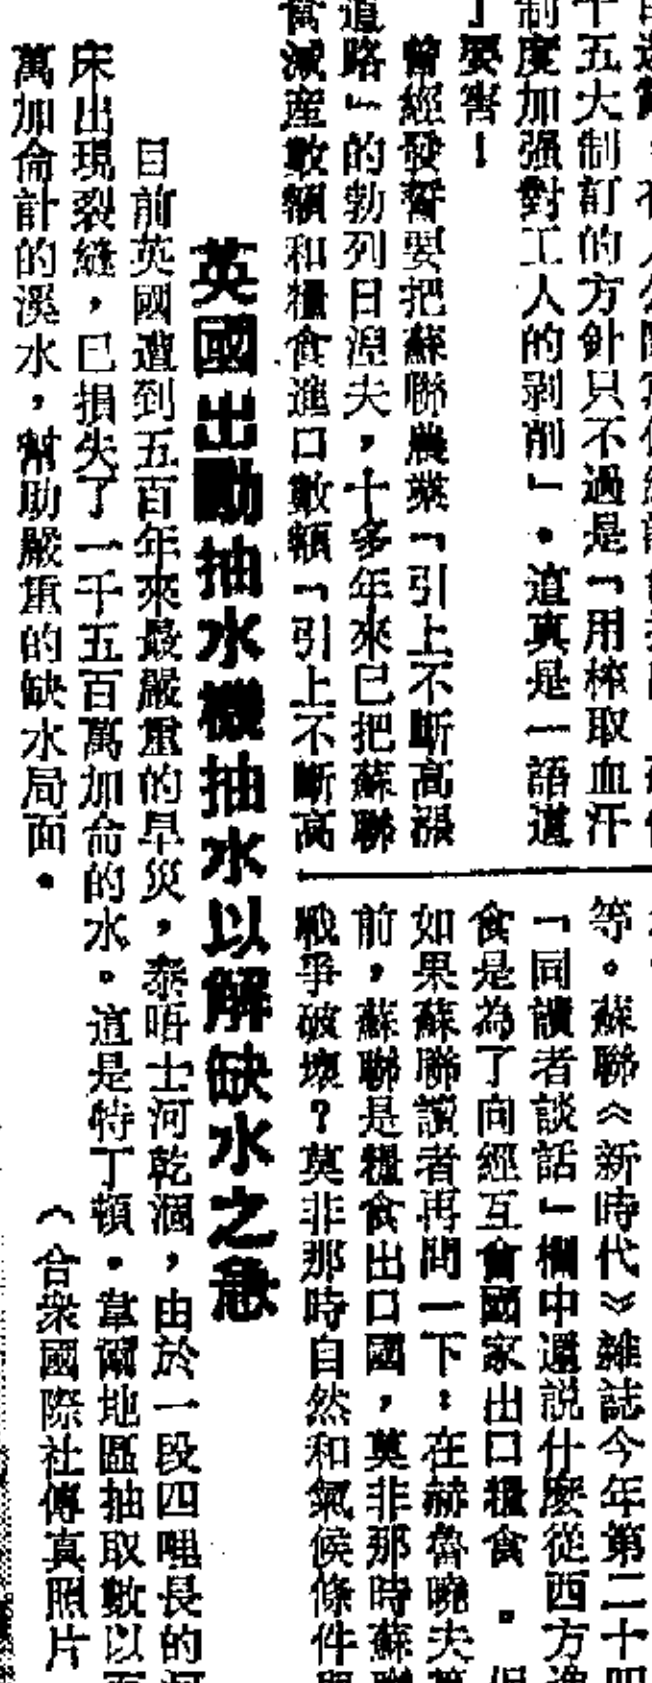 十五大制訂的方針只不過是「用榨取血汗
制度加强對工人的剥削」。這真是一語道
』要害！
曾經發誓要把蘇聯農業「引上不斷高漲
道路」的勃列日湼夫，十多年來已把蘇聯
減産數額和糧食進口數額「引上不斷高
等。蘇聯《新時代》雜誌今年第二十四
「同讀者談話」欄中還説什麽從西方進
食是為了向經互會國家出口糧食。但
如果蘇聯讀者再問一下：在赫魯曉夫
前，蘇聯是糧食出口國，莫非那時蘇聯
戰爭破壞？莫非那時自然和氣候條件
英國出動抽水機抽水以解缺水之急
目前英國遭到五百年來最嚴重的旱災，泰晤士河乾涸，由於一段四哩長的河
床出現裂縫，已損失了一千五百萬加侖的水。這是特丁頓·韋爾地區抽取數以百
萬加侖計的溪水，幫助嚴重的缺水局面。
（合衆國際社傳真照片